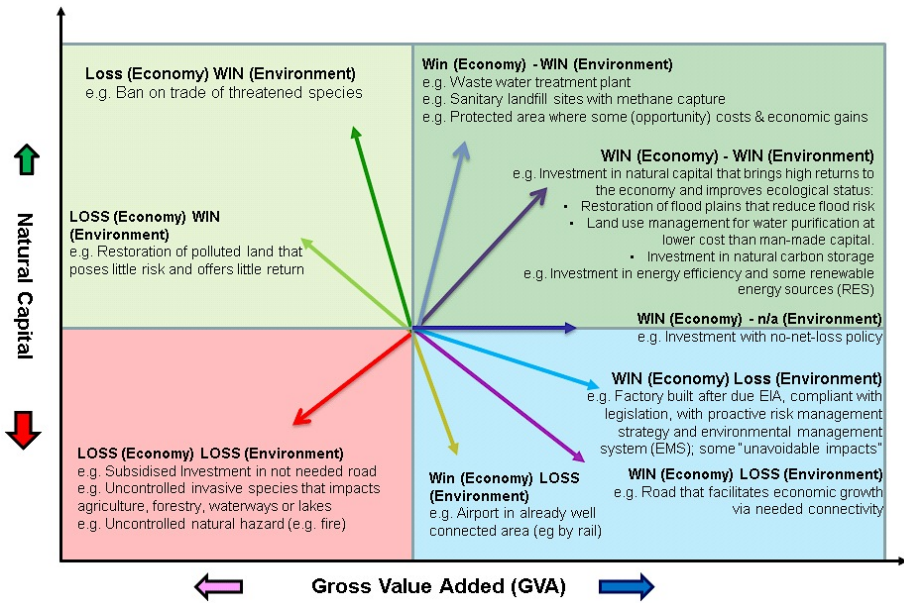 Loss (Economy) WIN (Environment)
e.g. Ban on trade of threatened species
Win (Economy) -WIN (Environment)
e.g. Waste water treatment plant
e.g. Sanitary landfill sites with methane capture
e.g. Protected area where some (opportunity) costs & economic gains
WIN (Economy) - WIN (Environment)
e.g. Investment in natural capital that brings high returns to
the economy and improves ecological status:
• Restoration of flood plains that reduce flood risk
• Land use management for water purification at
lower cost than man-made capital.
• Investment in natural carbon storage
e.g. Investment in energy efficiency and some renewable
energy sources (RES)
LOSS (Economy) WIN
(Environment)
e.g. Restoration of polluted land that
poses little risk and offers little return
Natural Capital
WIN (Economy) - n/a (Environment)
e.g. Investment with no-net-loss policy
WIN (Economy) Loss (Environment)
e.g. Factory built after due EIA, compliant with
legislation, with proactive risk management
strategy and environmental management
system (EMS); some "unavoidable impacts"
LOSS (Economy) LOSS (Environment)
e.g. Subsidised Investment in not needed road
e.g. Uncontrolled invasive species that impacts
agriculture, forestry, waterways or lakes
e.g. Uncontrolled natural hazard (e.g. fire)
Win (Economy) LOSS
(Environment)
e.g. Airport in already well
connected area (eg by rail)
WIN (Economy) LOSS (Environment)
e.g. Road that facilitates economic growth
via needed connectivity
Gross Value Added (GVA)